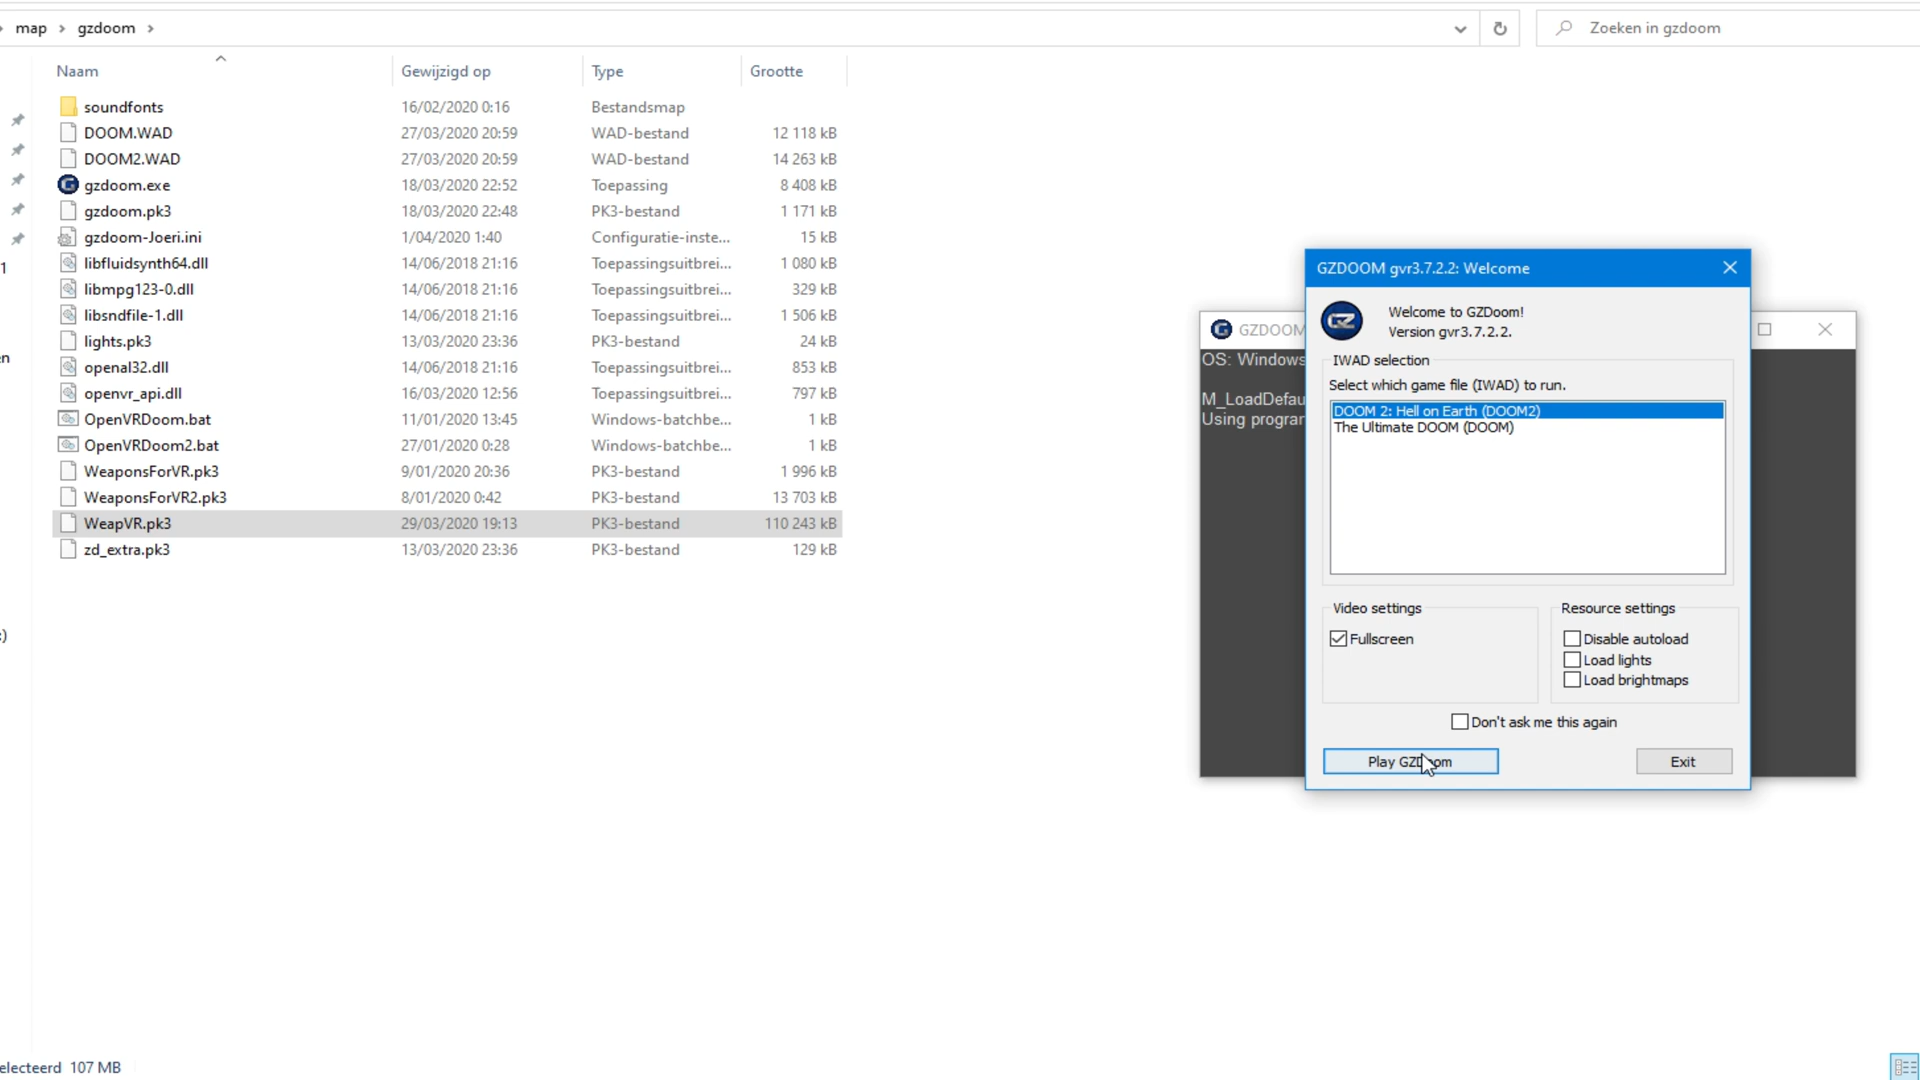 map > gzdoom >
Zoeken in gzdoom
Naam Gewijzigd op Type Grootte
soundfonts 16/02/2020 0:16 Bestandsmap
DOOM.WAD 27/03/2020 20:59 WAD-bestand 12 118 kB
DOOM2.WAD 27/03/2020 20:59 WAD-bestand 14 263 kB
gzdoom.exe 18/03/2020 22:52 Toepassing 8 408 kB
gzdoom.pk3 18/03/2020 22:48 PK3-bestand 1 171 kB
gzdoom-Joeri.ini 1/04/2020 1:40 Configuratie-inste... 15 kB
libfluidsynth64.dll 14/06/2018 21:16 Toepassingsuitbrei... 1 080 kB
libmpg123-0.dll 14/06/2018 21:16 Toepassingsuitbrei... 329 kB
libsndfile-1.dll 14/06/2018 21:16 Toepassingsuitbrei... 1 506 kB
lights.pk3 13/03/2020 23:36 PK3-bestand 24 kB
openal32.dll 14/06/2018 21:16 Toepassingsuitbrei... 853 kB
openvr_api.dll 16/03/2020 12:56 Toepassingsuitbrei... 797 kB
OpenVRDoom.bat 11/01/2020 13:45 Windows-batchbe... 1 kB
OpenVRDoom2.bat 27/01/2020 0:28 Windows-batchbe... 1 kB
WeaponsForVR.pk3 9/01/2020 20:36 PK3-bestand 1 996 kB
WeaponsForVR2.pk3 8/01/2020 0:42 PK3-bestand 13 703 kB
WeapVR.pk3 29/03/2020 19:13 PK3-bestand 110 243 kB
zd_extra.pk3 13/03/2020 23:36 PK3-bestand 129 kB
1
en
:)
electeerd 107 MB
GZDOOM
OS: Windows
M_LoadDefau
Using progra
GZDOOM gvr3.7.2.2: Welcome
Welcome to GZDoom!
Version gvr3.7.2.2.
IWAD selection
Select which game file (IWAD) to run.
DOOM 2: Hell on Earth (DOOM2)
The Ultimate DOOM (DOOM)
Video settings
Fullscreen
Resource settings
Disable autoload
Load lights
Load brightmaps
Don't ask me this again
Play GZDoom
Exit